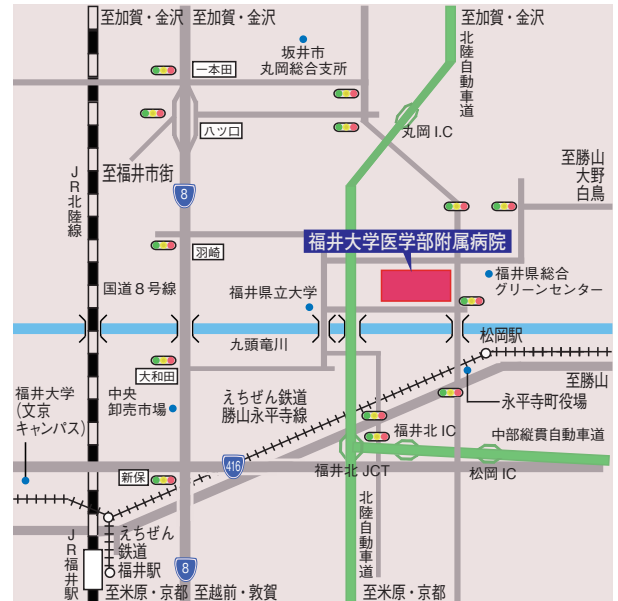 至加賀・金沢
至加賀・金沢
至加賀・金沢
坂井市
丸岡総合支所
北陸自動車道
一本田
丸岡 I.C
八ツ口
至福井市街
至勝山
大野
白鳥
JR北陸線
8
福井大学医学部附属病院
羽崎
福井県総合
グリーンセンター
国道8号線
福井県立大学
九頭竜川
松岡駅
大和田
至勝山
福井大学
(文京
キャンパス)
中央
卸売市場
えちぜん鉄道
勝山永平寺線
永平寺町役場
福井北 IC
中部縦貫自動車道
416
福井北 JCT
松岡 IC
新保
北陸自動車道
えちぜん
鉄道
福井駅
JR福井駅
8
至米原・京都
至越前・敦賀
至米原・京都